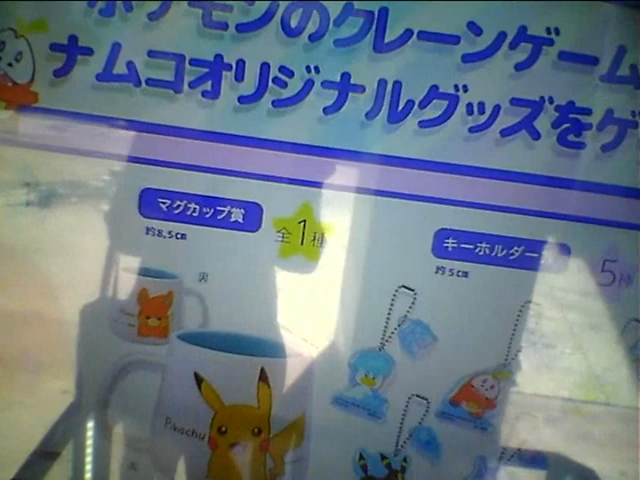 ポケモンのクレーンゲーム
ナムコオリジナルグッズをゲ
マグカップ賞
全1種
約8.5cm
キーホルダー
5種
約5cm
裏
Pikachu